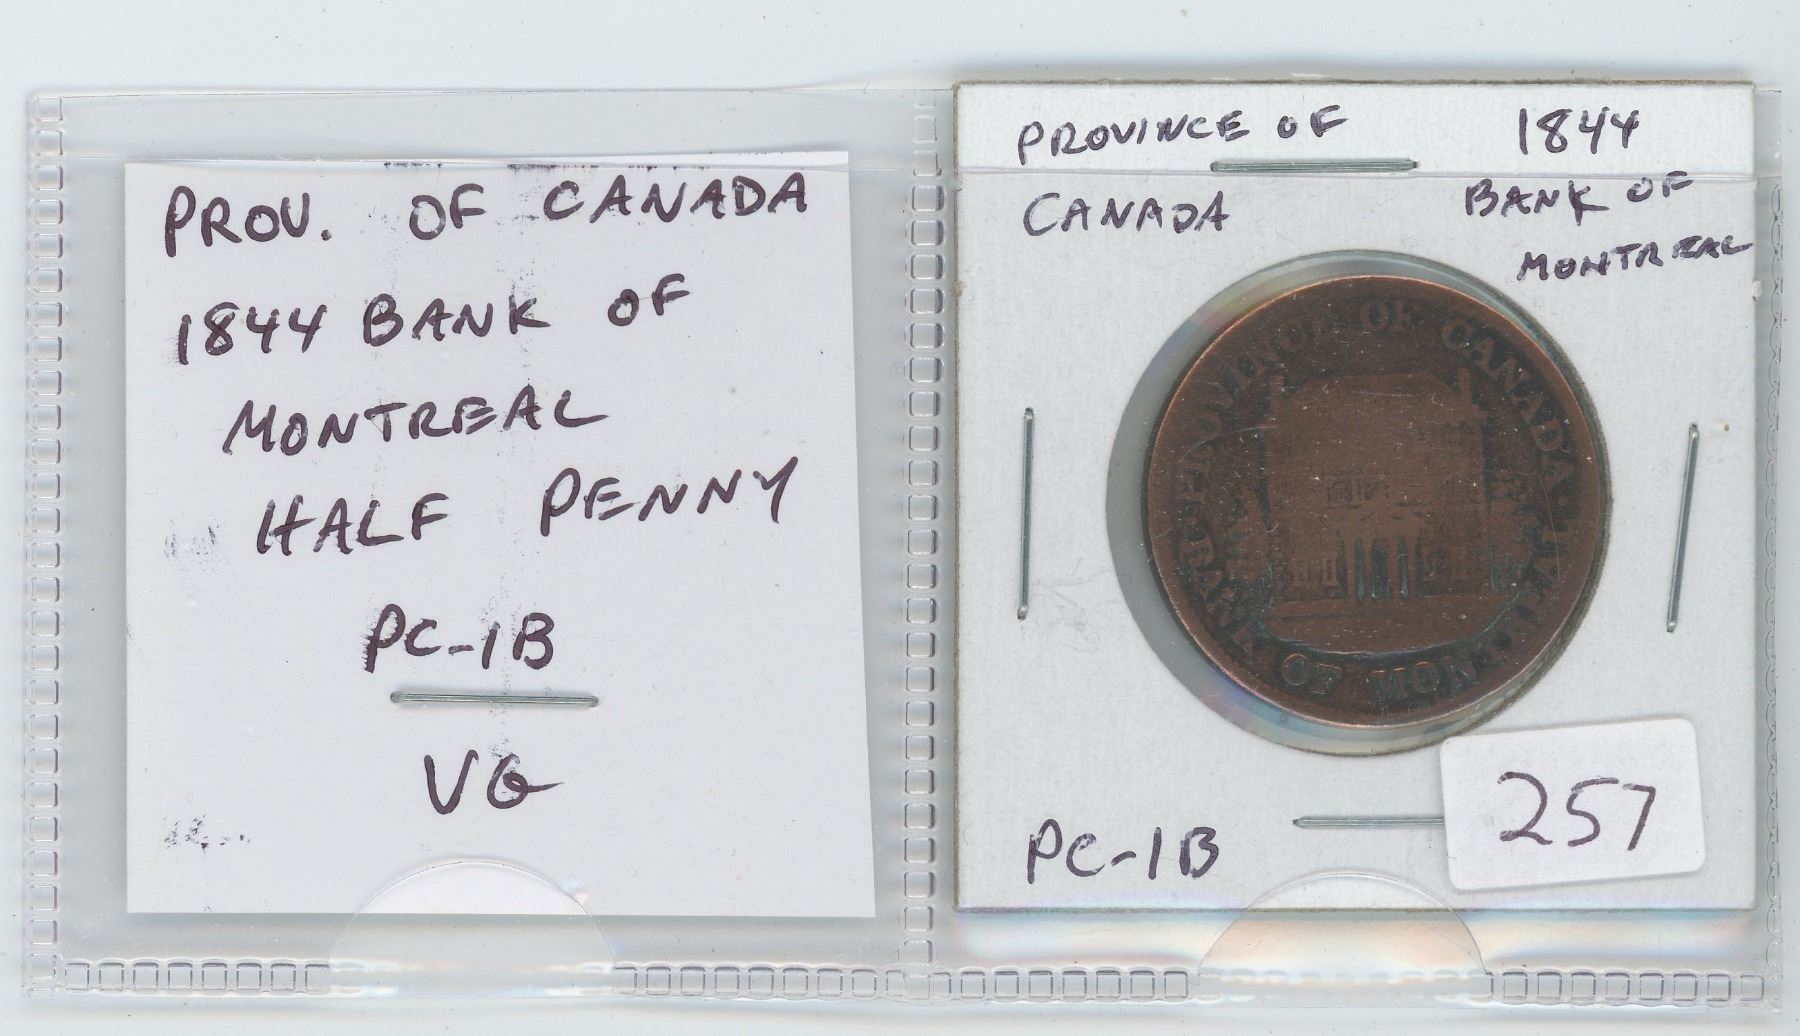 PROV. OF CANADA
1844 BANK OF
MONTREAL
HALF PENNY
PC-1B
VG
PROVINCE OF
CANADA
1844
BANK OF
MONTREAL
PROVINCE OF CANADA
BANK OF MONTREAL
PC-1B
257